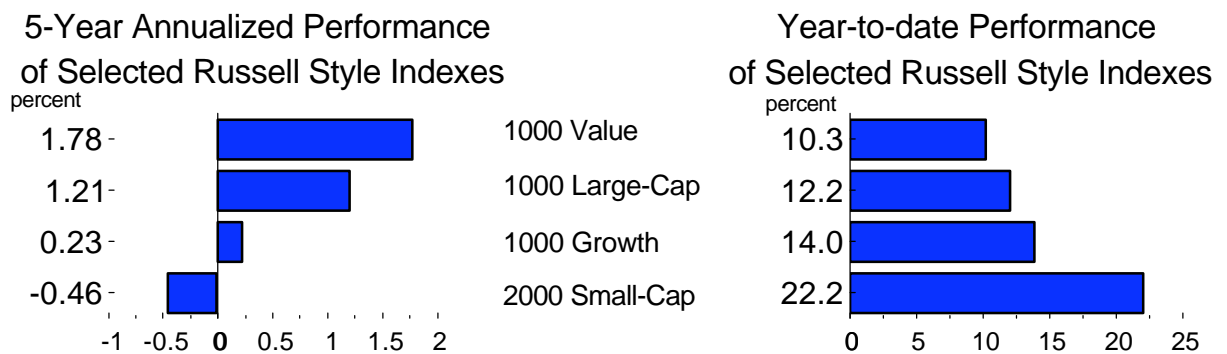 5-Year Annualized Performance
of Selected Russell Style Indexes
percent
1.78
1.21
0.23
-0.46
-1 -0.5 0 0.5 1 1.5 2
1000 Value
1000 Large-Cap
1000 Growth
2000 Small-Cap
Year-to-date Performance
of Selected Russell Style Indexes
percent
10.3
12.2
14.0
22.2
0 5 10 15 20 25